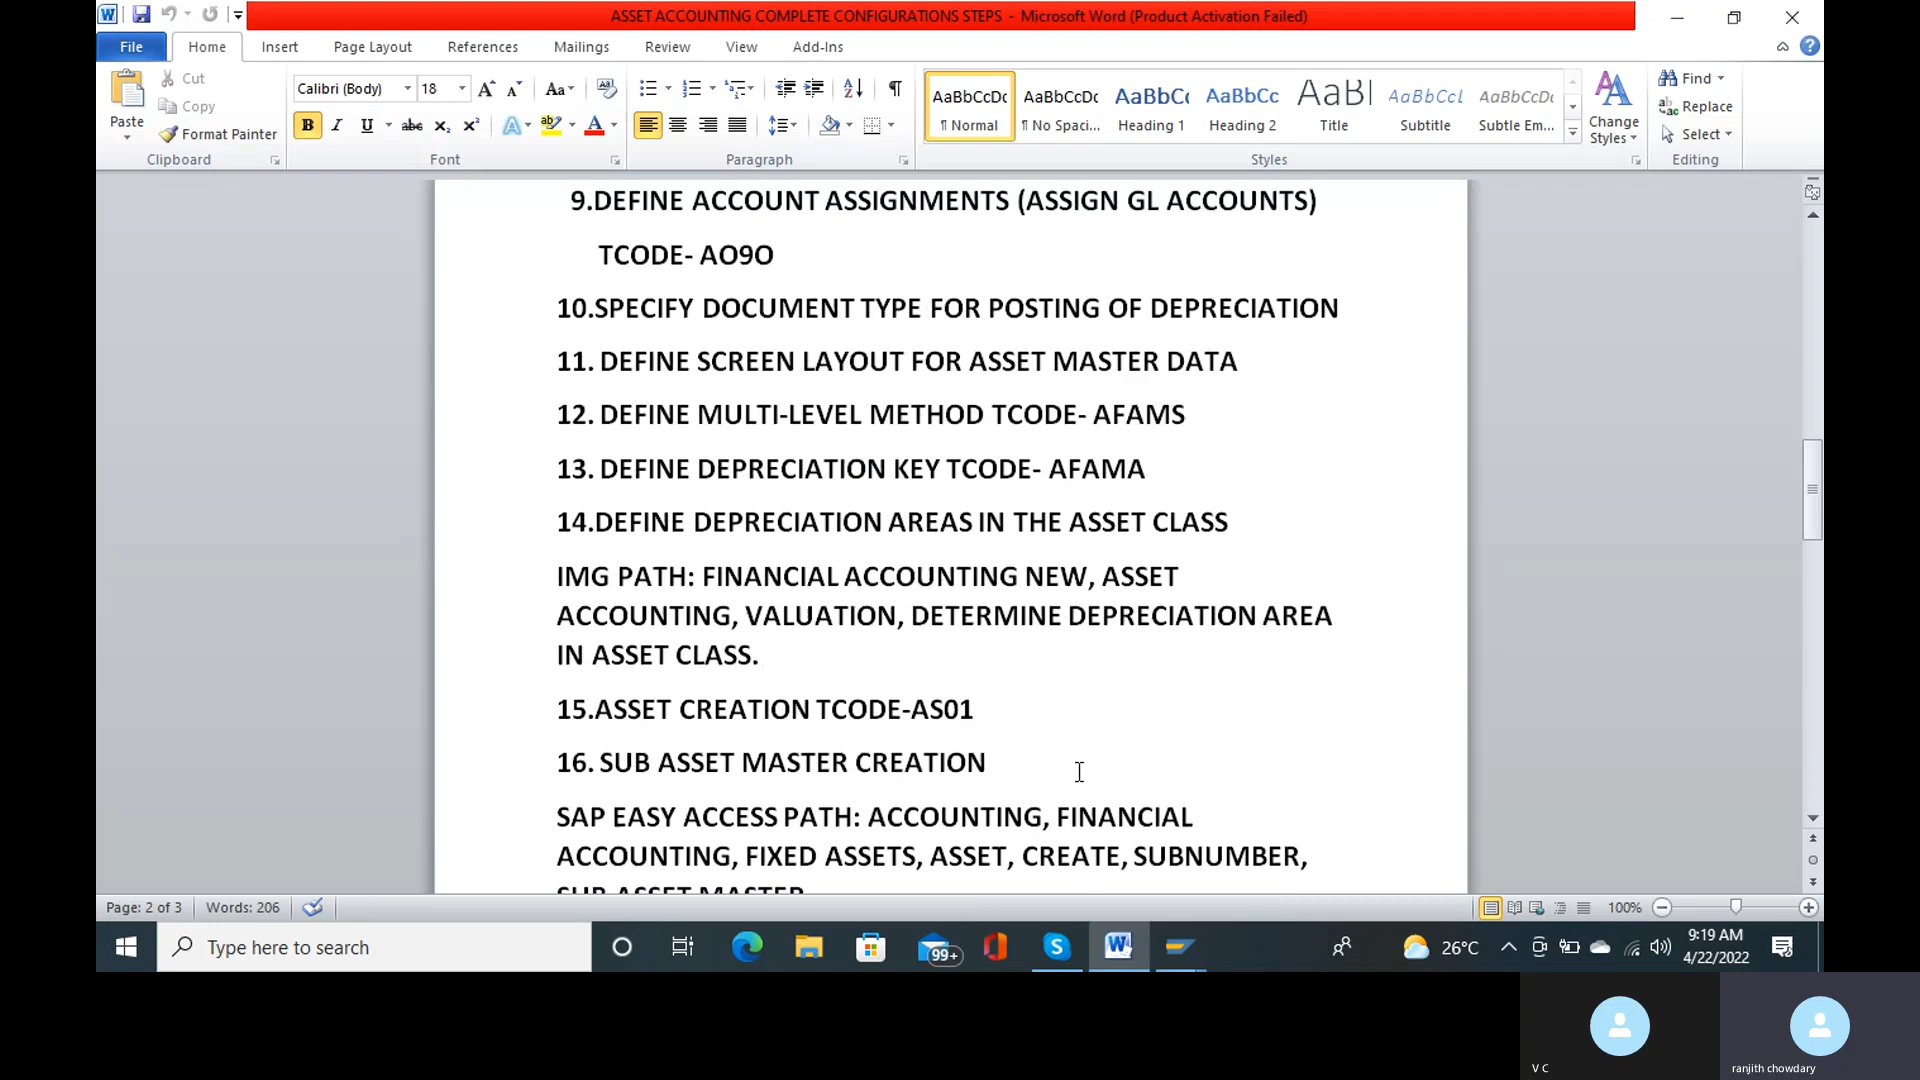 ASSET ACCOUNTING COMPLETE CONFIGURATIONS STEPS - Microsoft Word (Product Activation Failed)
File Home Insert Page Layout References Mailings Review View Add-Ins
Paste
Cut
Copy
Format Painter
Clipboard
Calibri (Body) 18
Font
Paragraph
AaBbCcDc AaBbCcDc AaBbCc AaBbCc AaB AaBbCcL AaBbCcDc
¶ Normal ¶ No Spaci... Heading 1 Heading 2 Title Subtitle Subtle Em...
Styles
Change Styles
Find
Replace
Select
Editing
9.DEFINE ACCOUNT ASSIGNMENTS (ASSIGN GL ACCOUNTS)
TCODE- AO9O
10.SPECIFY DOCUMENT TYPE FOR POSTING OF DEPRECIATION
11. DEFINE SCREEN LAYOUT FOR ASSET MASTER DATA
12. DEFINE MULTI-LEVEL METHOD TCODE- AFAMS
13. DEFINE DEPRECIATION KEY TCODE- AFAMA
14.DEFINE DEPRECIATION AREAS IN THE ASSET CLASS
IMG PATH: FINANCIAL ACCOUNTING NEW, ASSET
ACCOUNTING, VALUATION, DETERMINE DEPRECIATION AREA
IN ASSET CLASS.
15.ASSET CREATION TCODE-AS01
16. SUB ASSET MASTER CREATION
SAP EASY ACCESS PATH: ACCOUNTING, FINANCIAL
ACCOUNTING, FIXED ASSETS, ASSET, CREATE, SUBNUMBER,
SUB ASSET MASTER
Page: 2 of 3 Words: 206 100%
Type here to search 99+ 26°C 9:19 AM
4/22/2022
V C ranjith chowdary